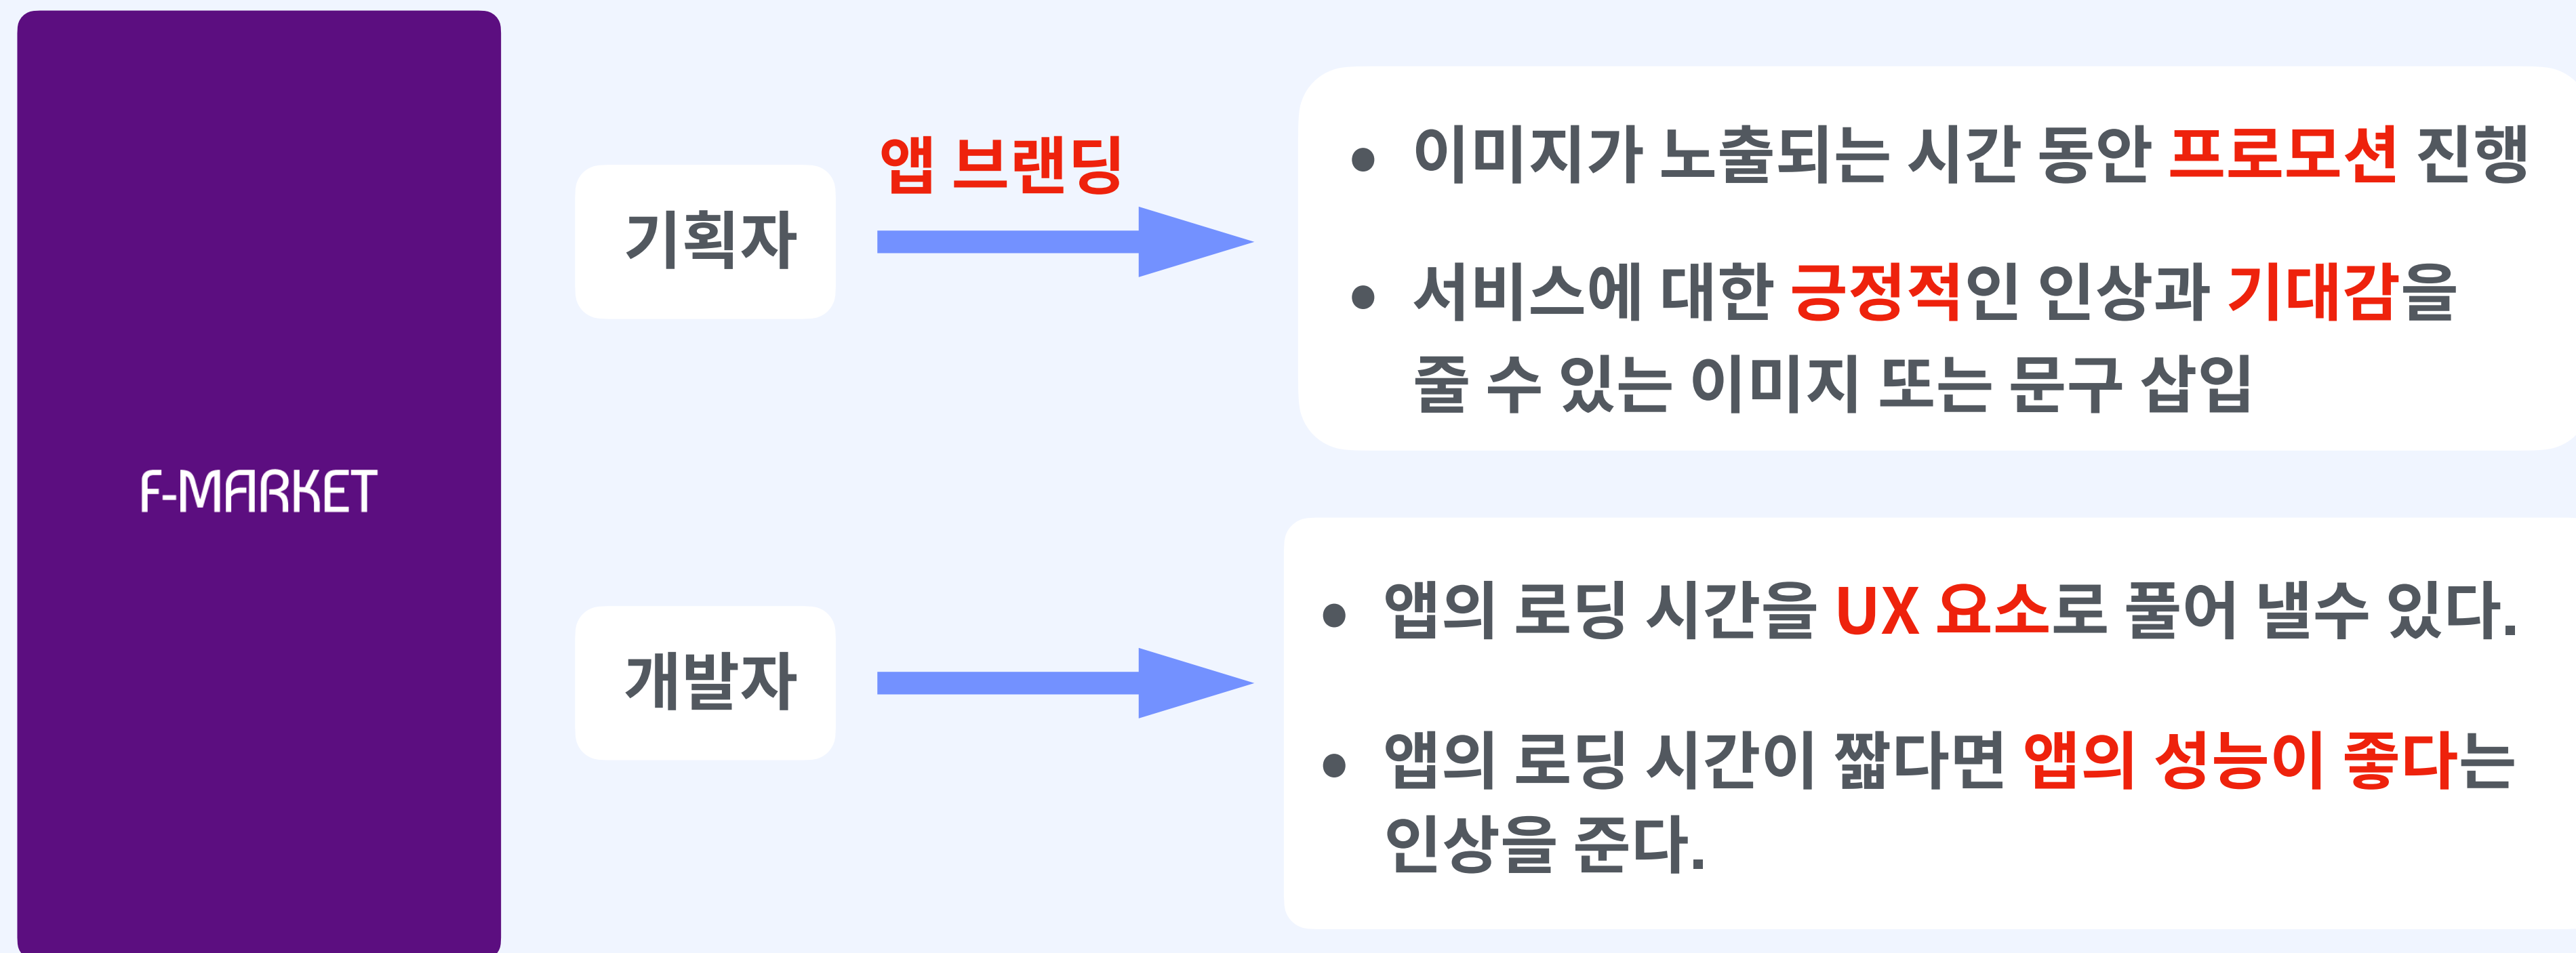 F-MARKET
기획자
앱 브랜딩
• 이미지가 노출되는 시간 동안 프로모션 진행
• 서비스에 대한 긍정적인 인상과 기대감을
줄 수 있는 이미지 또는 문구 삽입
개발자
• 앱의 로딩 시간을 UX 요소로 풀어 낼수 있다.
• 앱의 로딩 시간이 짧다면 앱의 성능이 좋다는
인상을 준다.